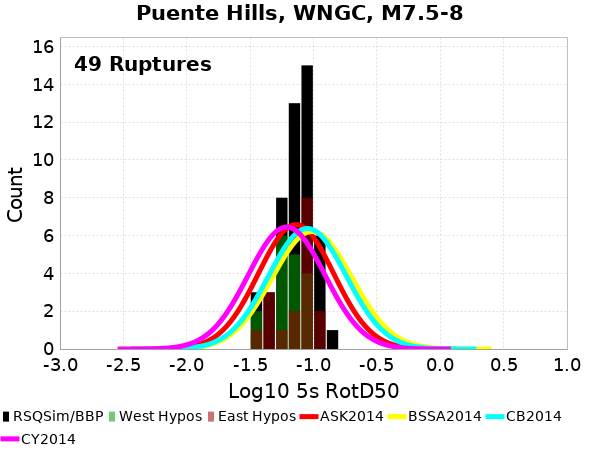 Puente Hills, WNGC, M7.5-8
49 Ruptures
Count
16
14
12
10
8
6
4
2
0
-3.0 -2.5 -2.0 -1.5 -1.0 -0.5 0.0 0.5 1.0
Log10 5s RotD50
RSQSim/BBP West Hypos East Hypos ASK2014 BSSA2014 CB2014
CY2014